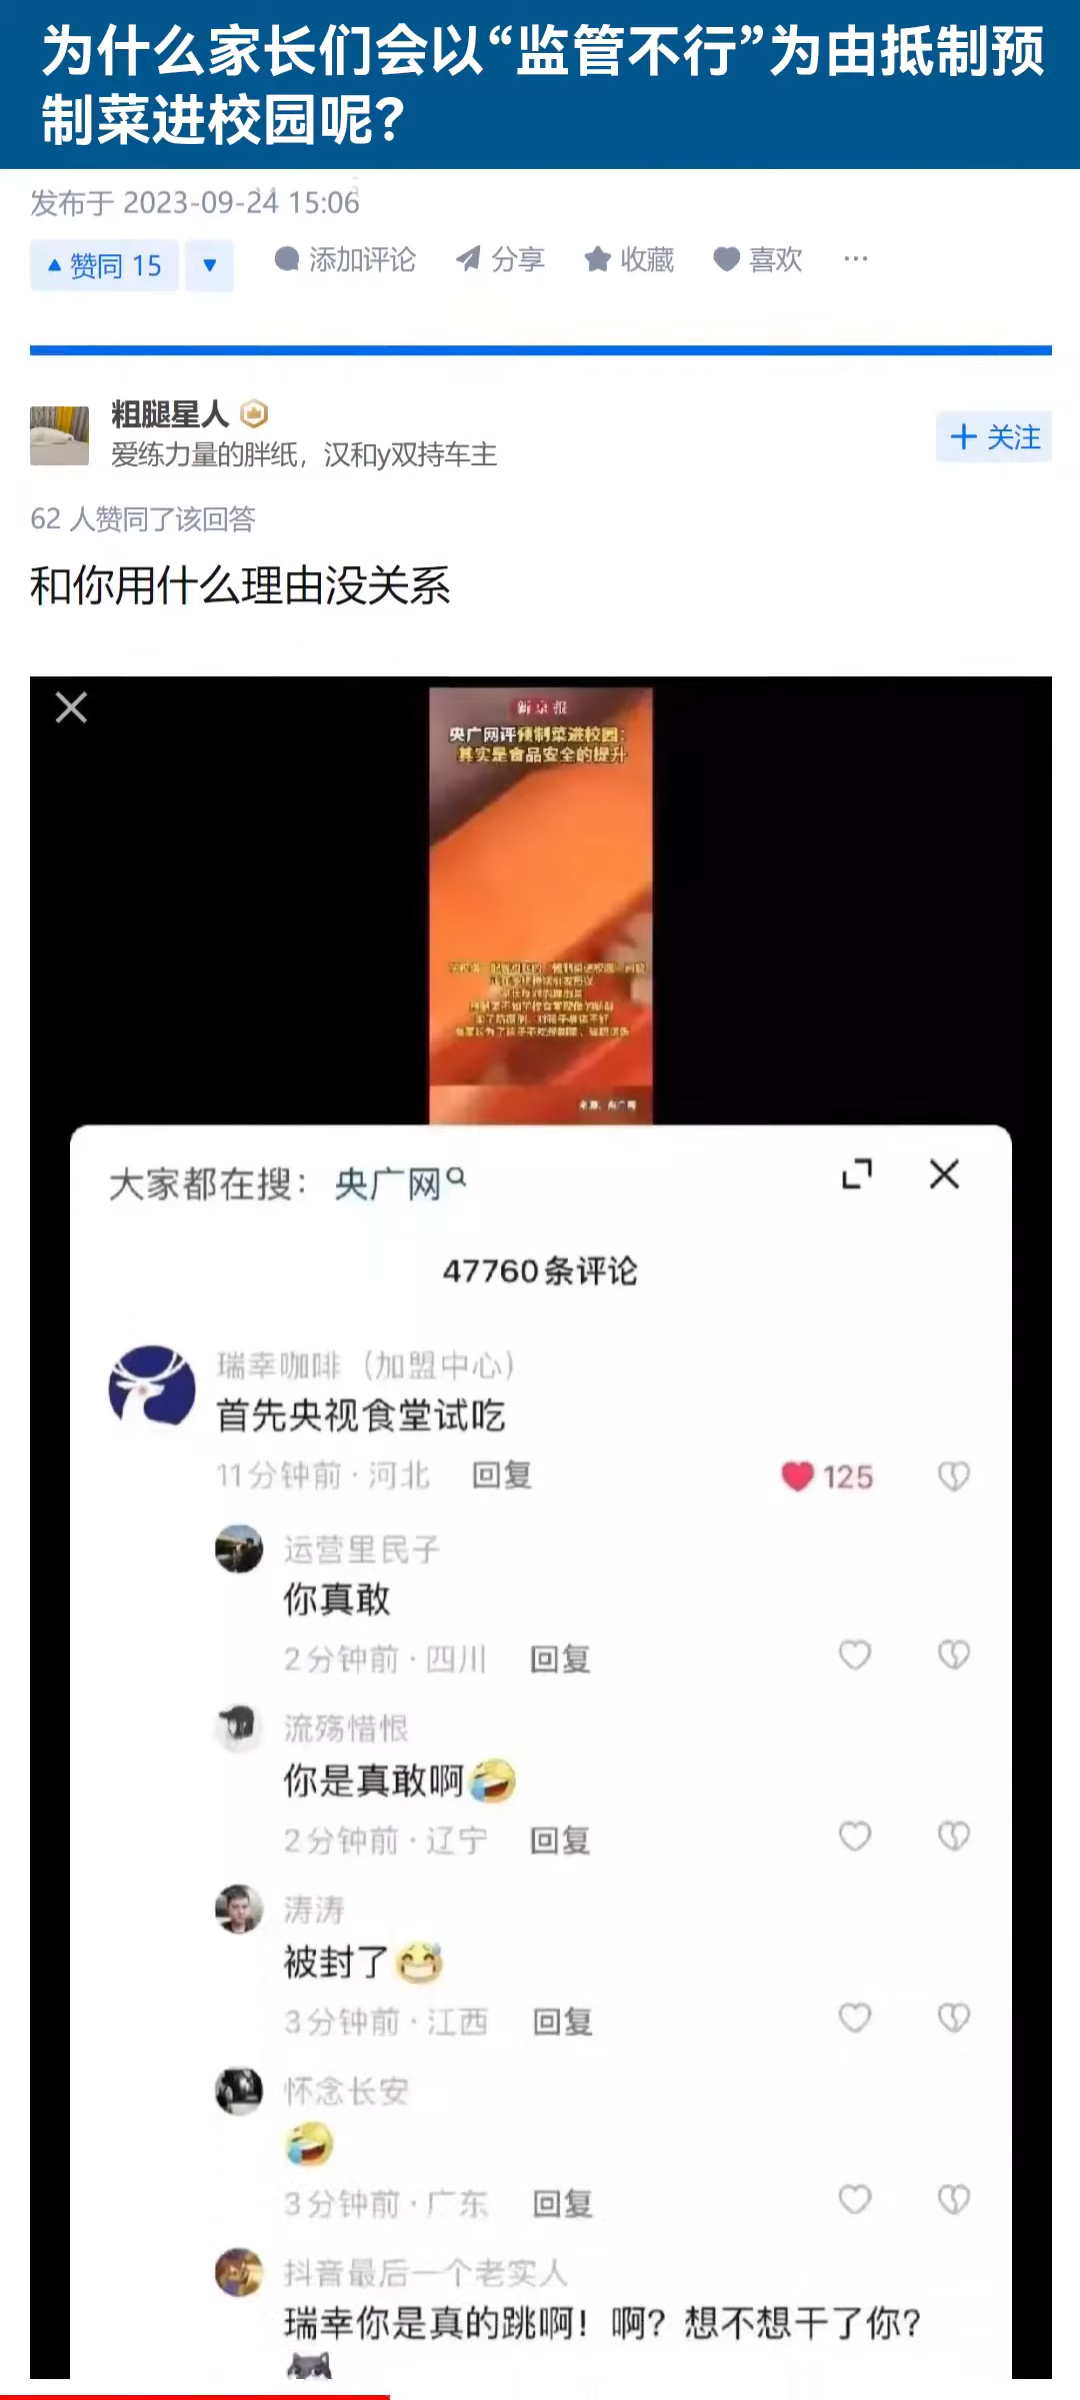 为什么家长们会以“监管不行”为由抵制预
制菜进校园呢？
发布于 2023-09-24 15:06
赞同 15
添加评论
分享
收藏
喜欢
粗腿星人
爱练力量的胖纸，汉和y双持车主
关注
62 人赞同了该回答
和你用什么理由没关系
新京报
央广网评预制菜进校园：
其实是食品安全的提升
来源：央广网
大家都在搜： 央广网
47760条评论
瑞幸咖啡（加盟中心）
首先央视食堂试吃
11分钟前·河北 回复
125
运营里民子
你真敢
2分钟前·四川 回复
流殇惜恨
你是真敢啊
2分钟前·辽宁 回复
涛涛
被封了
3分钟前·江西 回复
怀念长安
3分钟前·广东 回复
抖音最后一个老实人
瑞幸你是真的跳啊！啊？想不想干了你？